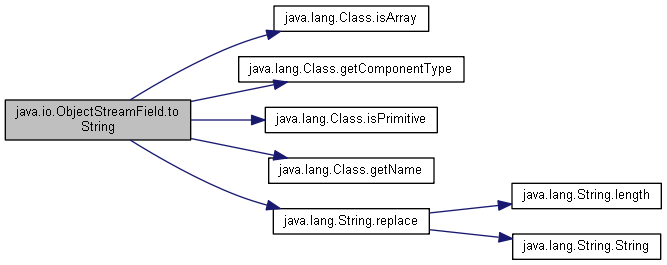 java.lang.Class.isArray
java.lang.Class.getComponentType
java.io.ObjectStreamField.to
String
java.lang.Class.isPrimitive
java.lang.Class.getName
java.lang.String.replace
java.lang.String.length
java.lang.String.String